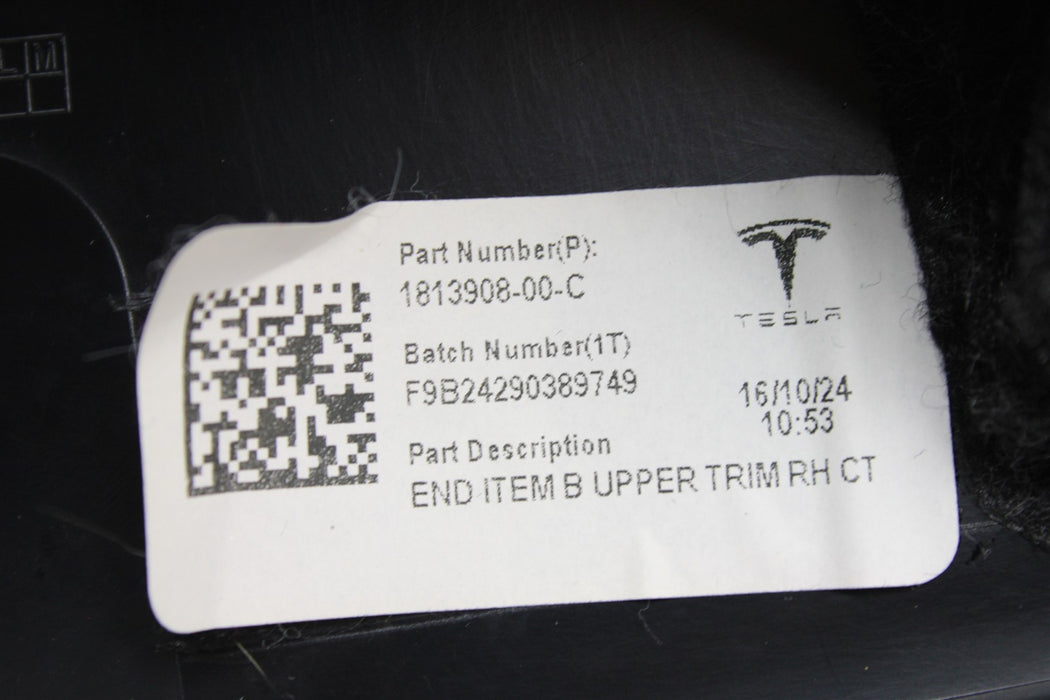 L M
Part Number(P):
1813908-00-C
TESLA
Batch Number(1T)
F9B24290389749
16/10/24
10:53
Part Description
END ITEM B UPPER TRIM RH CT